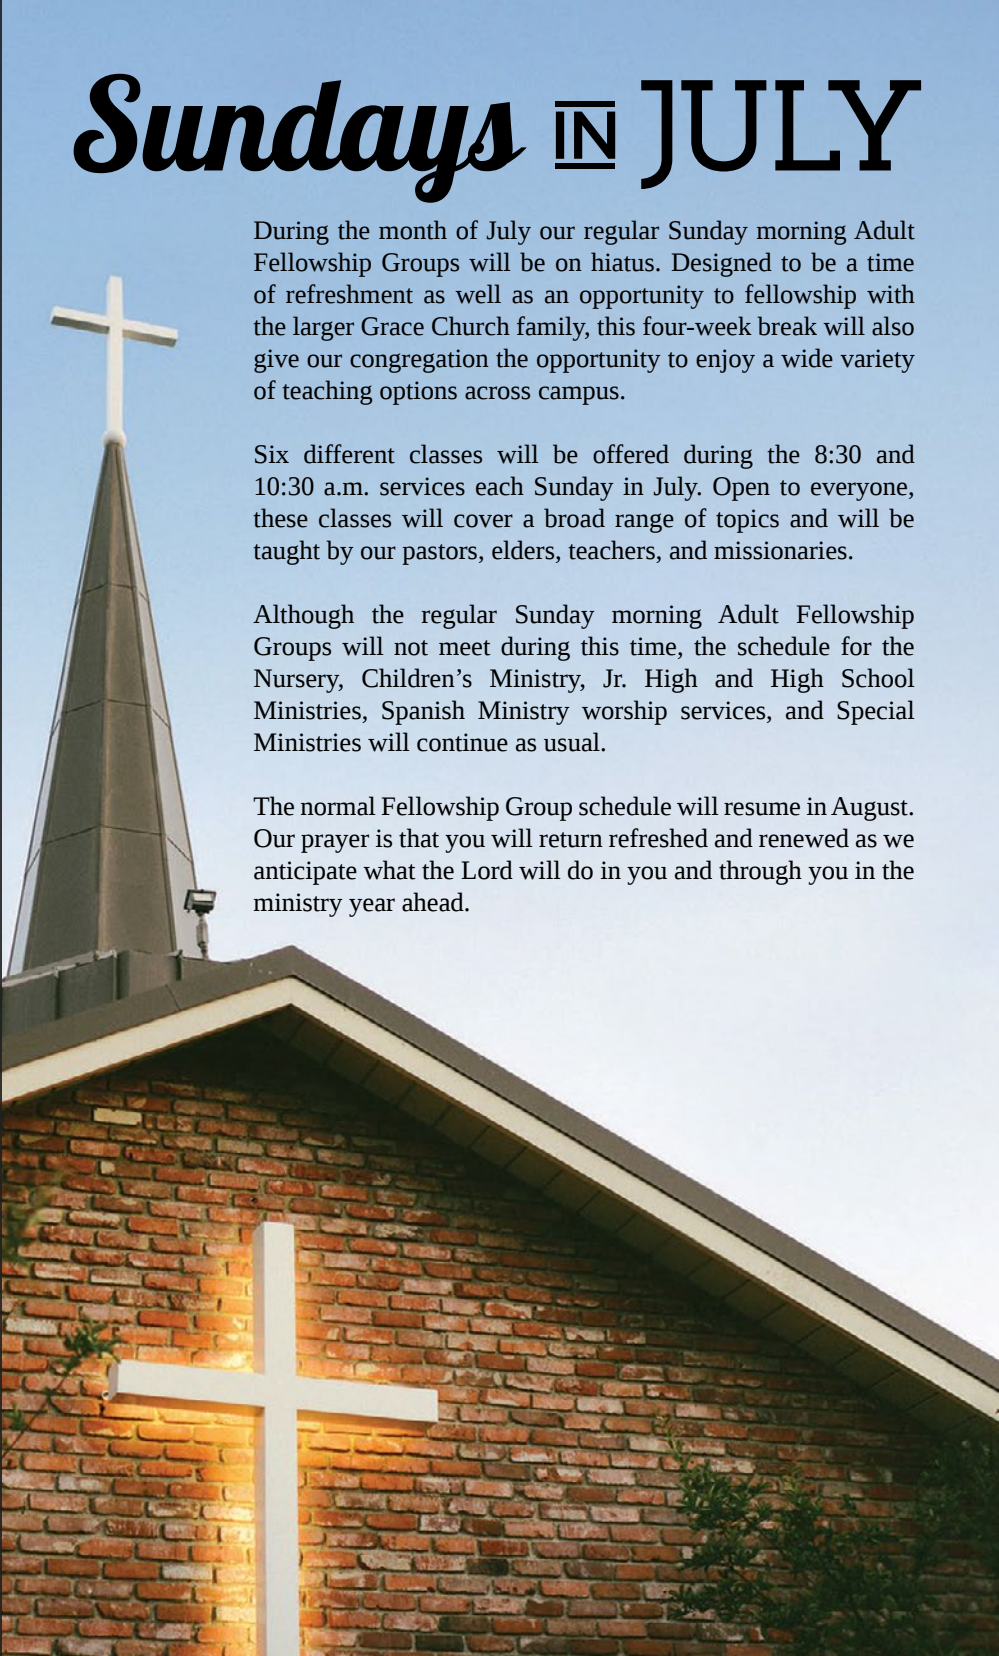 Sundays IN JULY
During the month of July our regular Sunday morning Adult
Fellowship Groups will be on hiatus. Designed to be a time
of refreshment as well as an opportunity to fellowship with
the larger Grace Church family, this four-week break will also
give our congregation the opportunity to enjoy a wide variety
of teaching options across campus.
Six different classes will be offered during the 8:30 and
10:30 a.m. services each Sunday in July. Open to everyone,
these classes will cover a broad range of topics and will be
taught by our pastors, elders, teachers, and missionaries.
Although the regular Sunday morning Adult Fellowship
Groups will not meet during this time, the schedule for the
Nursery, Children’s Ministry, Jr. High and High School
Ministries, Spanish Ministry worship services, and Special
Ministries will continue as usual.
The normal Fellowship Group schedule will resume in August.
Our prayer is that you will return refreshed and renewed as we
anticipate what the Lord will do in you and through you in the
ministry year ahead.